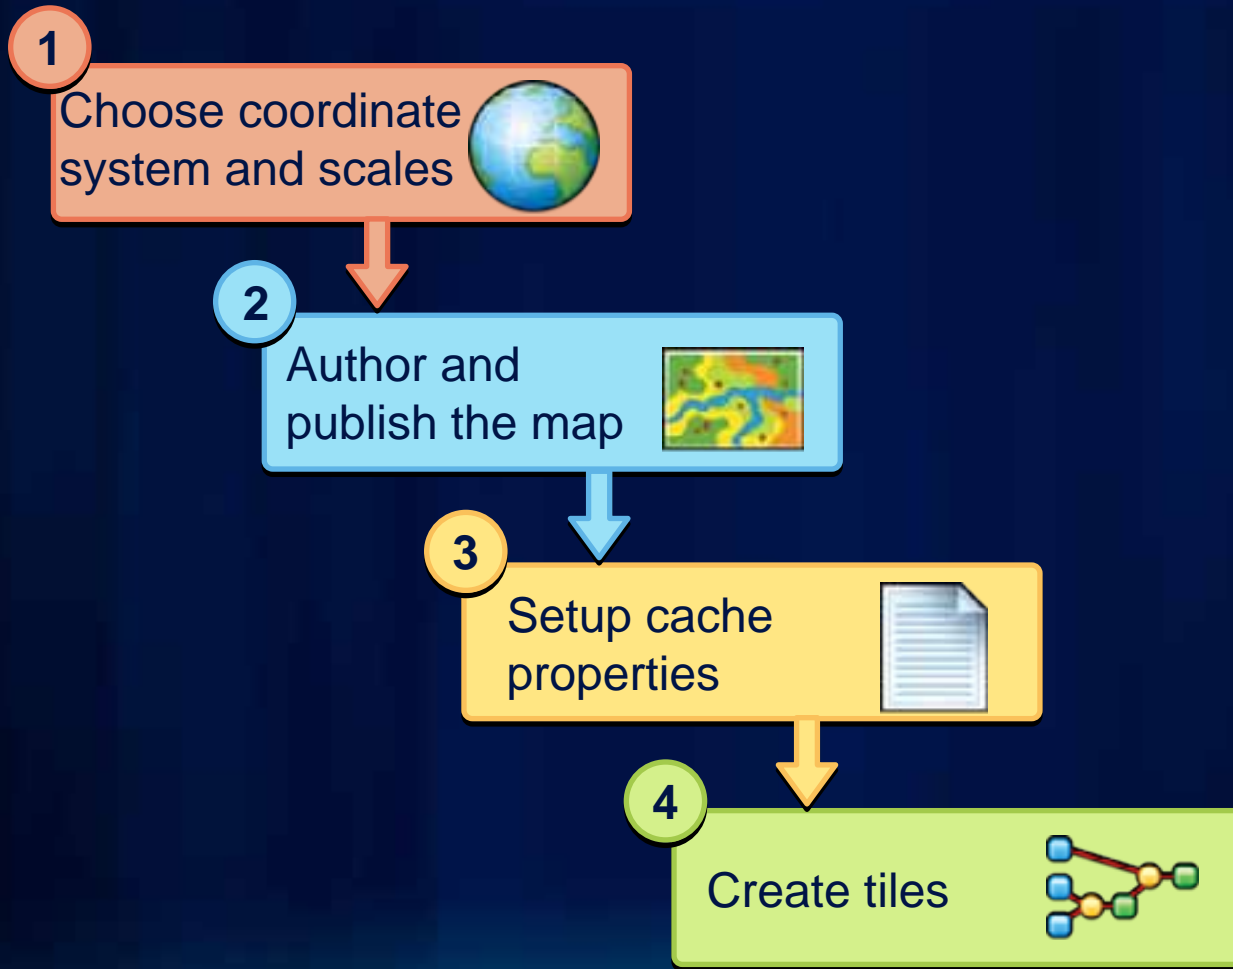 1
Choose coordinate
system and scales
2
Author and
publish the map
3
Setup cache
properties
4
Create tiles